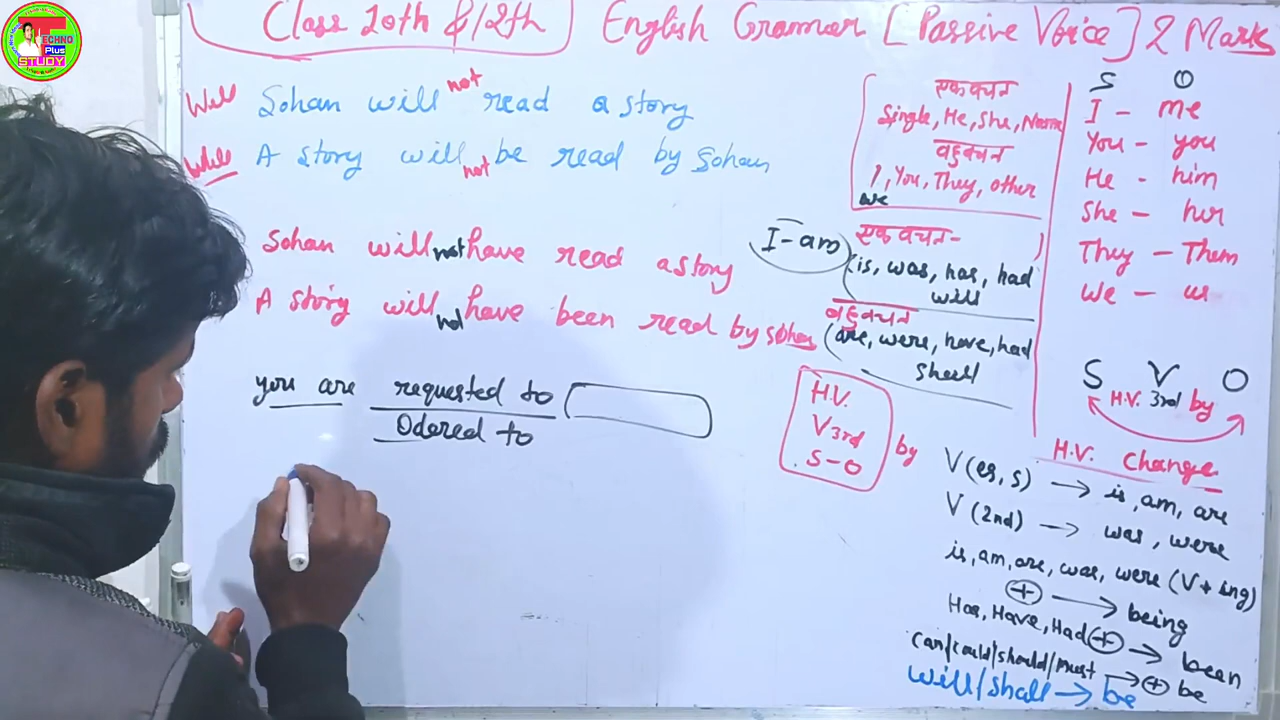 TECHNO
Plus
STUDY
Class 10th & 12th English Grammar [Passive Voice] 2 Marks
Will Sohan will not read a story
While A story will not be read by Sohan
Sohan will not have read a story
A story will not have been read by sohan
you are requested to
Odered to
एकवचन
Single, He, She, Name
बहुवचन
I, You, They, other
we
I-am
एकवचन-
(is, was, has, had
will
बहुवचन
(are, were, have, had
shall
H.V.
V 3rd
S-O
by
S O
I - me
You - you
He - him
She - her
They - Them
We - us
S V O
H.V. 3rd by
H.V. Change
V (es, s) → is, am, are
V (2nd) → was, were
is, am, are, was, were (V + ing)
+ → being
Has, Have, Had + → been
can/could/should/must → + be
will/shall → be